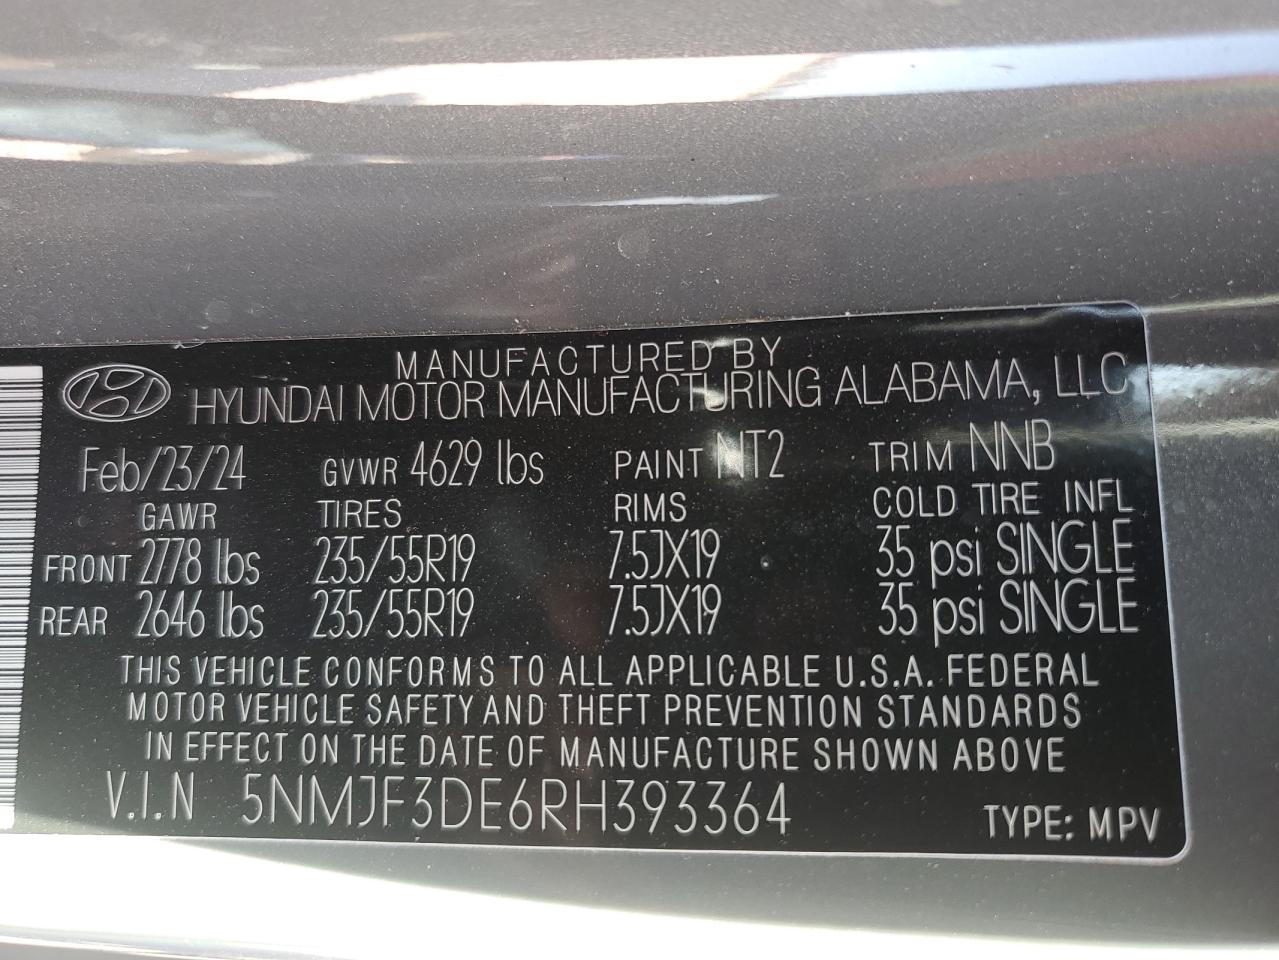 MANUFACTURED BY
HYUNDAI MOTOR MANUFACTURING ALABAMA, LLC
Feb/23/24 GVWR 4629 lbs PAINT NT2 TRIM NNB
GAWR TIRES RIMS COLD TIRE INFL
FRONT 2778 lbs 235/55R19 7.5JX19 35 psi SINGLE
REAR 2646 lbs 235/55R19 7.5JX19 35 psi SINGLE
THIS VEHICLE CONFORMS TO ALL APPLICABLE U.S.A. FEDERAL
MOTOR VEHICLE SAFETY AND THEFT PREVENTION STANDARDS
IN EFFECT ON THE DATE OF MANUFACTURE SHOWN ABOVE
V.I.N 5NMJF3DE6RH393364 TYPE: MPV